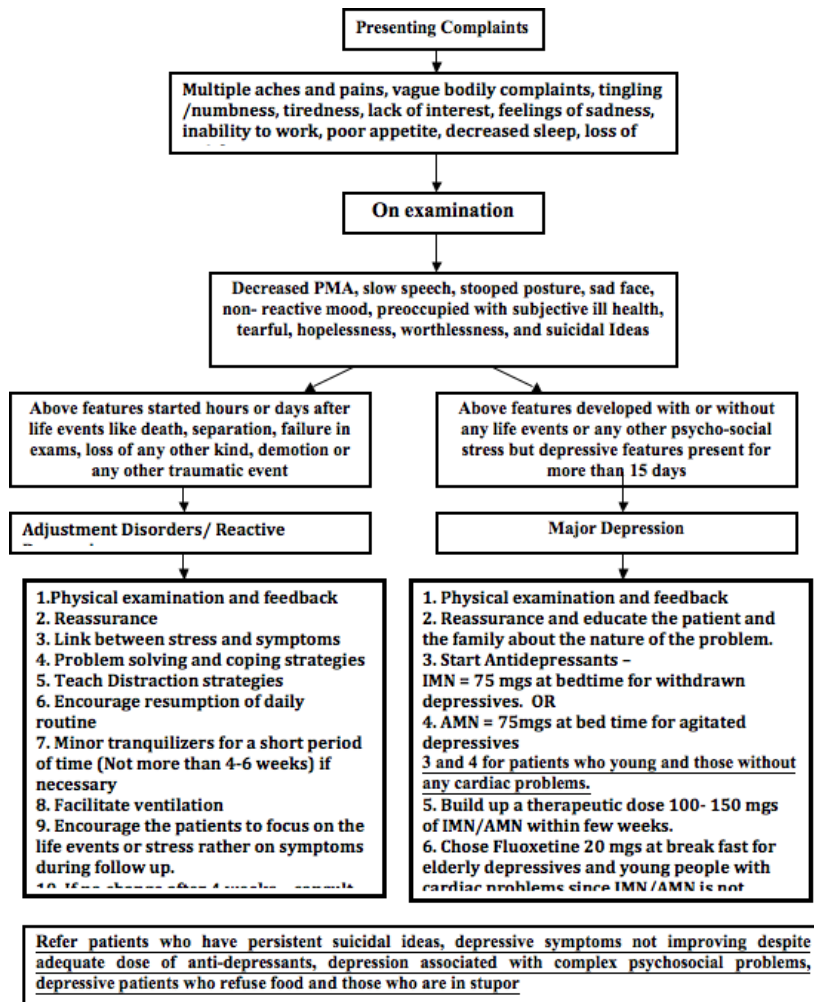 Presenting Complaints
Multiple aches and pains, vague bodily complaints, tingling
/numbness, tiredness, lack of interest, feelings of sadness,
inability to work, poor appetite, decreased sleep, loss of
On examination
Decreased PMA, slow speech, stooped posture, sad face,
non- reactive mood, preoccupied with subjective ill health,
tearful, hopelessness, worthlessness, and suicidal Ideas
Above features started hours or days after
life events like death, separation, failure in
exams, loss of any other kind, demotion or
any other traumatic event
Above features developed with or without
any life events or any other psycho-social
stress but depressive features present for
more than 15 days
Adjustment Disorders/ Reactive
Major Depression
1.Physical examination and feedback
2. Reassurance
3. Link between stress and symptoms
4. Problem solving and coping strategies
5. Teach Distraction strategies
6. Encourage resumption of daily
routine
7. Minor tranquilizers for a short period
of time (Not more than 4-6 weeks) if
necessary
8. Facilitate ventilation
9. Encourage the patients to focus on the
life events or stress rather on symptoms
during follow up.
10. If no change after 4 weeks – consult
1. Physical examination and feedback
2. Reassurance and educate the patient and
the family about the nature of the problem.
3. Start Antidepressants –
IMN = 75 mgs at bedtime for withdrawn
depressives. OR
4. AMN = 75mgs at bed time for agitated
depressives
3 and 4 for patients who young and those without
any cardiac problems.
5. Build up a therapeutic dose 100- 150 mgs
of IMN/AMN within few weeks.
6. Chose Fluoxetine 20 mgs at break fast for
elderly depressives and young people with
cardiac problems since IMN/AMN is not
Refer patients who have persistent suicidal ideas, depressive symptoms not improving despite
adequate dose of anti-depressants, depression associated with complex psychosocial problems,
depressive patients who refuse food and those who are in stupor